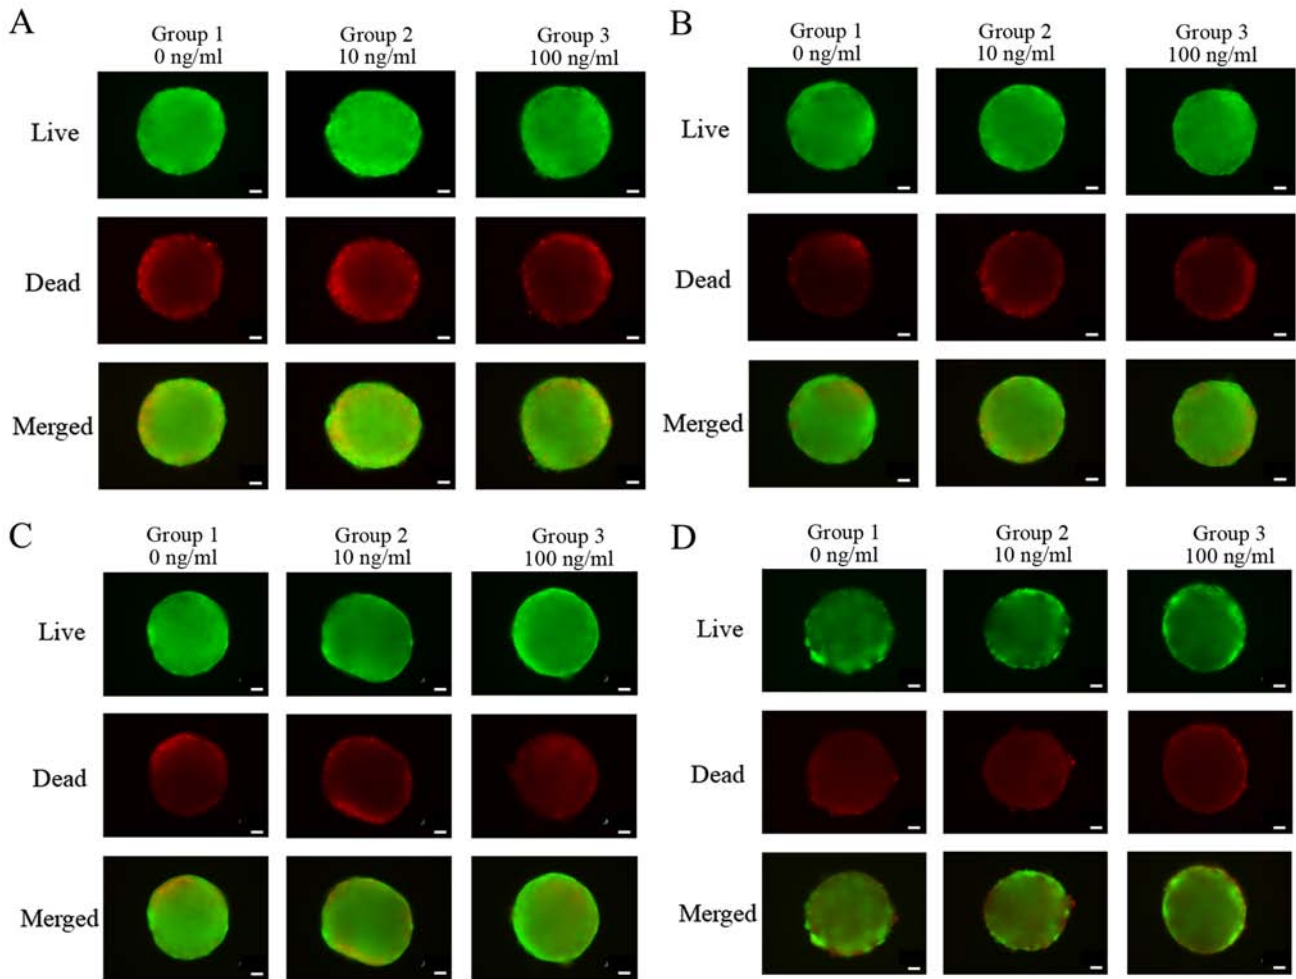 A
Group 1
0 ng/ml
Group 2
10 ng/ml
Group 3
100 ng/ml
Live
Dead
Merged
B
Group 1
0 ng/ml
Group 2
10 ng/ml
Group 3
100 ng/ml
Live
Dead
Merged
C
Group 1
0 ng/ml
Group 2
10 ng/ml
Group 3
100 ng/ml
Live
Dead
Merged
D
Group 1
0 ng/ml
Group 2
10 ng/ml
Group 3
100 ng/ml
Live
Dead
Merged